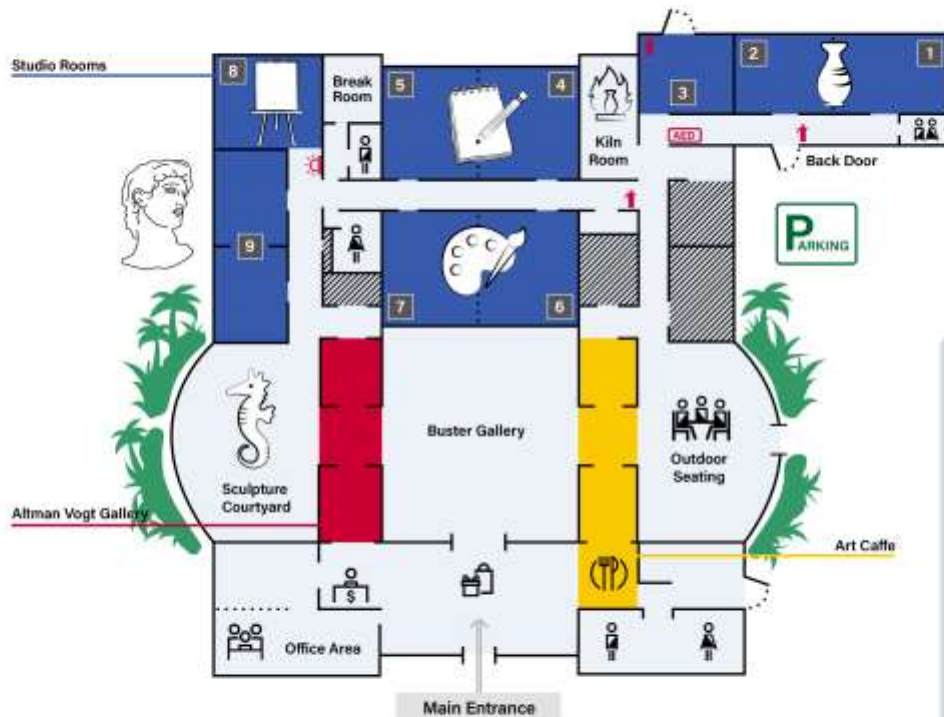 Studio Rooms
8
Break
Room
5
4
Kiln
Room
3
2
1
AED
Back Door
PARKING
9
7
6
Buster Gallery
Sculpture
Courtyard
Outdoor
Seating
Altman Vogt Gallery
Art Caffe
$
Office Area
Main Entrance